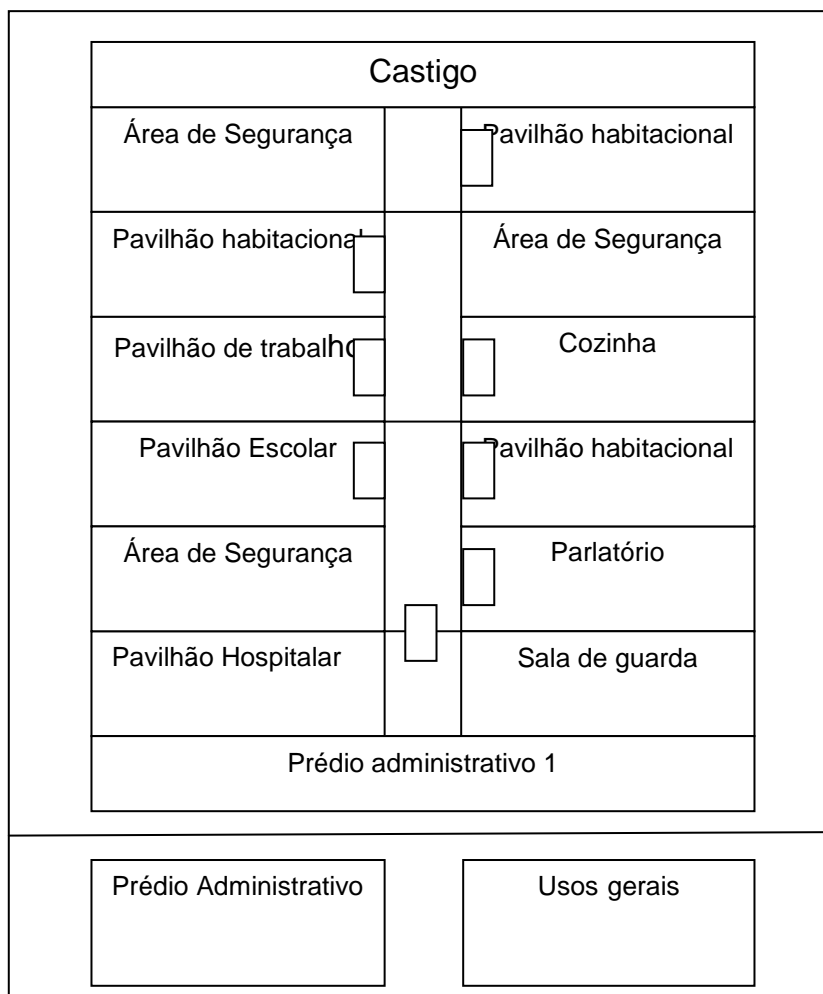 Castigo
Área de Segurança
Pavilhão habitacional
Pavilhão habitacional
Área de Segurança
Pavilhão de trabalho
Cozinha
Pavilhão Escolar
Pavilhão habitacional
Área de Segurança
Parlatório
Pavilhão Hospitalar
Sala de guarda
Prédio administrativo 1
Prédio Administrativo
Usos gerais